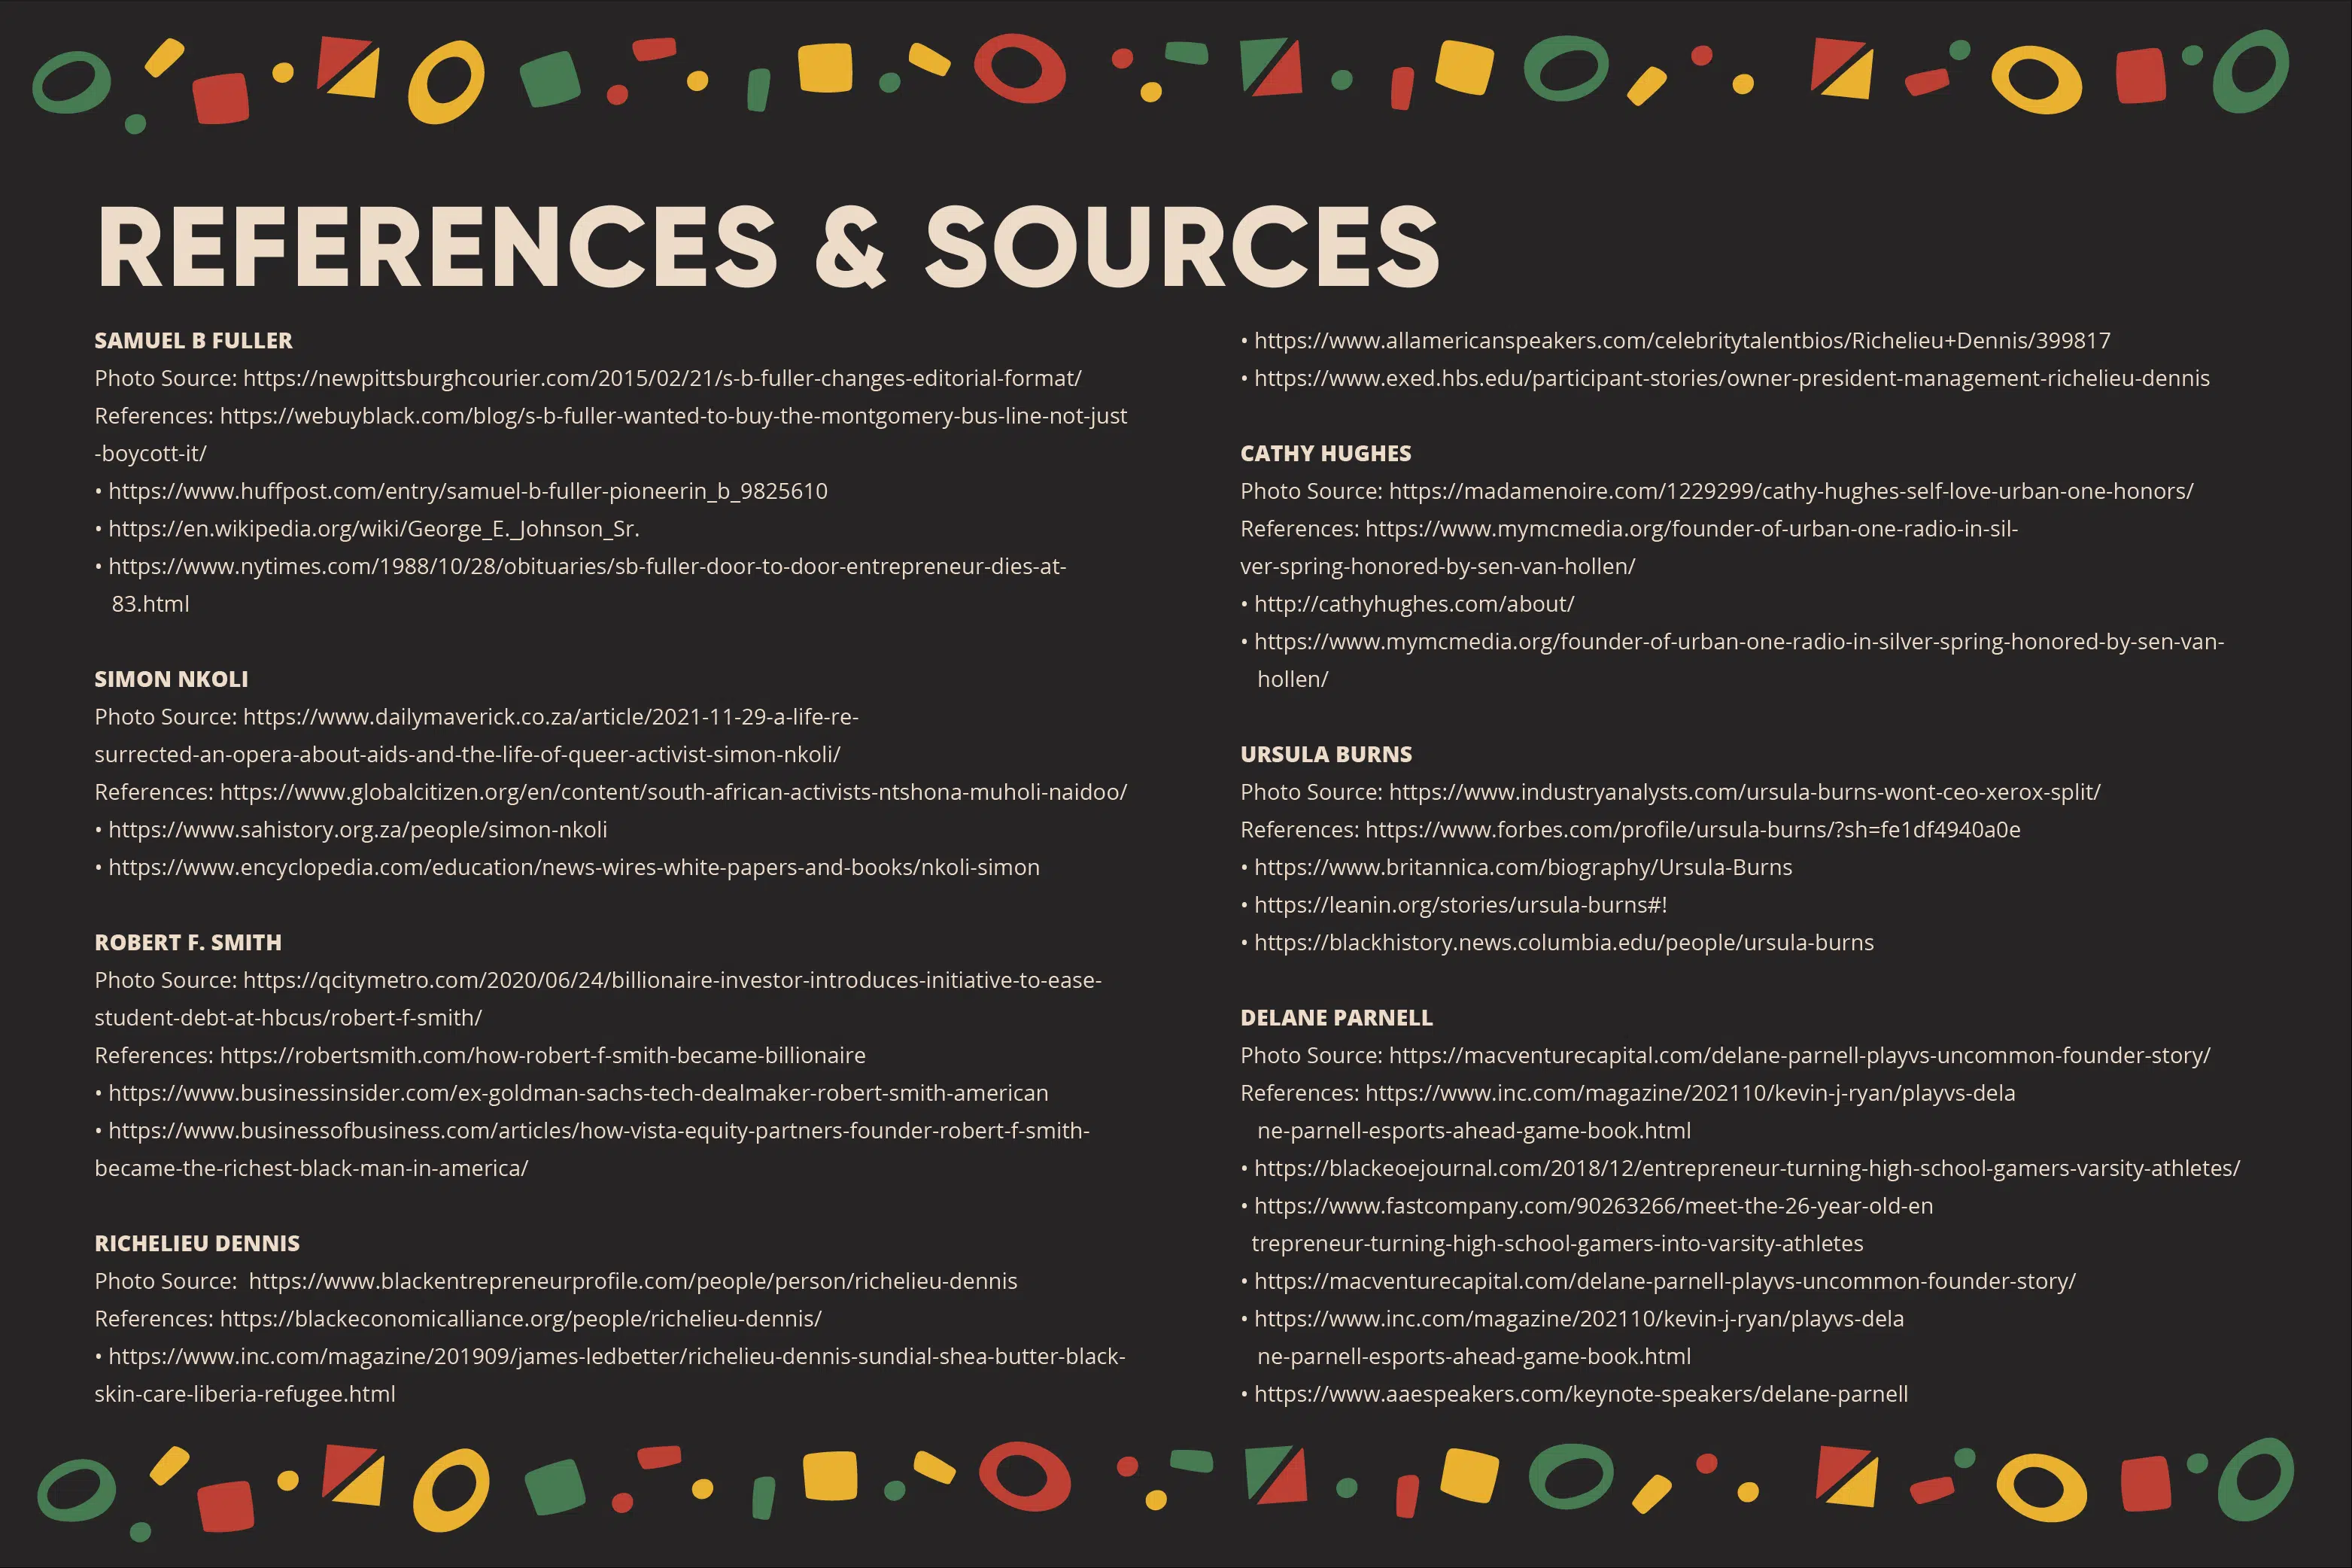 REFERENCES & SOURCES
SAMUEL B FULLER
Photo Source: https://newpittsburghcourier.com/2015/02/21/s-b-fuller-changes-editorial-format/
References: https://webuyblack.com/blog/s-b-fuller-wanted-to-buy-the-montgomery-bus-line-not-just
-boycott-it/
• https://www.huffpost.com/entry/samuel-b-fuller-pioneerin_b_9825610
• https://en.wikipedia.org/wiki/George_E._Johnson_Sr.
• https://www.nytimes.com/1988/10/28/obituaries/sb-fuller-door-to-door-entrepreneur-dies-at-
83.html
SIMON NKOLI
Photo Source: https://www.dailymaverick.co.za/article/2021-11-29-a-life-re-
surrected-an-opera-about-aids-and-the-life-of-queer-activist-simon-nkoli/
References: https://www.globalcitizen.org/en/content/south-african-activists-ntshona-muholi-naidoo/
• https://www.sahistory.org.za/people/simon-nkoli
• https://www.encyclopedia.com/education/news-wires-white-papers-and-books/nkoli-simon
ROBERT F. SMITH
Photo Source: https://qcitymetro.com/2020/06/24/billionaire-investor-introduces-initiative-to-ease-
student-debt-at-hbcus/robert-f-smith/
References: https://robertsmith.com/how-robert-f-smith-became-billionaire
• https://www.businessinsider.com/ex-goldman-sachs-tech-dealmaker-robert-smith-american
• https://www.businessofbusiness.com/articles/how-vista-equity-partners-founder-robert-f-smith-
became-the-richest-black-man-in-america/
RICHELIEU DENNIS
Photo Source:  https://www.blackentrepreneurprofile.com/people/person/richelieu-dennis
References: https://blackeconomicalliance.org/people/richelieu-dennis/
• https://www.inc.com/magazine/201909/james-ledbetter/richelieu-dennis-sundial-shea-butter-black-
skin-care-liberia-refugee.html
• https://www.allamericanspeakers.com/celebritytalentbios/Richelieu+Dennis/399817
• https://www.exed.hbs.edu/participant-stories/owner-president-management-richelieu-dennis
CATHY HUGHES
Photo Source: https://madamenoire.com/1229299/cathy-hughes-self-love-urban-one-honors/
References: https://www.mymcmedia.org/founder-of-urban-one-radio-in-sil-
ver-spring-honored-by-sen-van-hollen/
• http://cathyhughes.com/about/
• https://www.mymcmedia.org/founder-of-urban-one-radio-in-silver-spring-honored-by-sen-van-
hollen/
URSULA BURNS
Photo Source: https://www.industryanalysts.com/ursula-burns-wont-ceo-xerox-split/
References: https://www.forbes.com/profile/ursula-burns/?sh=fe1df4940a0e
• https://www.britannica.com/biography/Ursula-Burns
• https://leanin.org/stories/ursula-burns#!
• https://blackhistory.news.columbia.edu/people/ursula-burns
DELANE PARNELL
Photo Source: https://macventurecapital.com/delane-parnell-playvs-uncommon-founder-story/
References: https://www.inc.com/magazine/202110/kevin-j-ryan/playvs-dela
ne-parnell-esports-ahead-game-book.html
• https://blackeoejournal.com/2018/12/entrepreneur-turning-high-school-gamers-varsity-athletes/
• https://www.fastcompany.com/90263266/meet-the-26-year-old-en
trepreneur-turning-high-school-gamers-into-varsity-athletes
• https://macventurecapital.com/delane-parnell-playvs-uncommon-founder-story/
• https://www.inc.com/magazine/202110/kevin-j-ryan/playvs-dela
ne-parnell-esports-ahead-game-book.html
• https://www.aaespeakers.com/keynote-speakers/delane-parnell